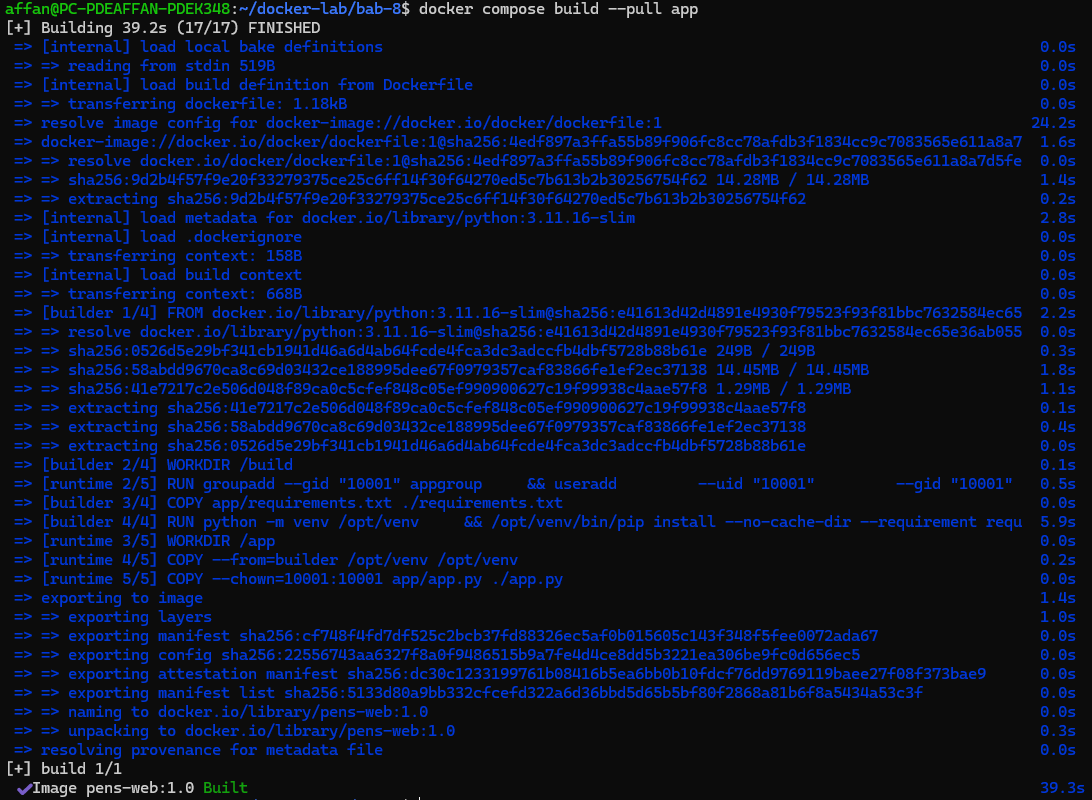 affan@PC-PDEAFFAN-PDEK348:~/docker-lab/bab-8$ docker compose build --pull app
[+] Building 39.2s (17/17) FINISHED
=> [internal] load local bake definitions 0.0s
=> => reading from stdin 519B 0.0s
=> [internal] load build definition from Dockerfile 0.0s
=> => transferring dockerfile: 1.18kB 0.0s
=> resolve image config for docker-image://docker.io/docker/dockerfile:1 24.2s
=> docker-image://docker.io/docker/dockerfile:1@sha256:4edf897a3ffa55b89f906fc8cc78afdb3f1834cc9c7083565e611a8a7 1.6s
=> => resolve docker.io/docker/dockerfile:1@sha256:4edf897a3ffa55b89f906fc8cc78afdb3f1834cc9c7083565e611a8a7d5fe 0.0s
=> => sha256:9d2b4f57f9e20f33279375ce25c6ff14f30f64270ed5c7b613b2b30256754f62 14.28MB / 14.28MB 1.4s
=> => extracting sha256:9d2b4f57f9e20f33279375ce25c6ff14f30f64270ed5c7b613b2b30256754f62 0.2s
=> [internal] load metadata for docker.io/library/python:3.11.16-slim 2.8s
=> [internal] load .dockerignore 0.0s
=> => transferring context: 158B 0.0s
=> [internal] load build context 0.0s
=> => transferring context: 668B 0.0s
=> [builder 1/4] FROM docker.io/library/python:3.11.16-slim@sha256:e41613d42d4891e4930f79523f93f81bbc7632584ec65 2.2s
=> => resolve docker.io/library/python:3.11.16-slim@sha256:e41613d42d4891e4930f79523f93f81bbc7632584ec65e36ab055 0.0s
=> => sha256:0526d5e29bf341cb1941d46a6d4ab64fcde4fca3dc3adccfb4dbf5728b88b61e 249B / 249B 0.3s
=> => sha256:58abdd9670ca8c69d03432ce188995dee67f0979357caf83866fe1ef2ec37138 14.45MB / 14.45MB 1.8s
=> => sha256:41e7217c2e506d048f89ca0c5cfef848c05ef990900627c19f99938c4aae57f8 1.29MB / 1.29MB 1.1s
=> => extracting sha256:41e7217c2e506d048f89ca0c5cfef848c05ef990900627c19f99938c4aae57f8 0.1s
=> => extracting sha256:58abdd9670ca8c69d03432ce188995dee67f0979357caf83866fe1ef2ec37138 0.4s
=> => extracting sha256:0526d5e29bf341cb1941d46a6d4ab64fcde4fca3dc3adccfb4dbf5728b88b61e 0.0s
=> [builder 2/4] WORKDIR /build 0.1s
=> [runtime 2/5] RUN groupadd --gid "10001" appgroup     && useradd         --uid "10001"         --gid "10001" 0.5s
=> [builder 3/4] COPY app/requirements.txt ./requirements.txt 0.0s
=> [builder 4/4] RUN python -m venv /opt/venv     && /opt/venv/bin/pip install --no-cache-dir --requirement requ 5.9s
=> [runtime 3/5] WORKDIR /app 0.0s
=> [runtime 4/5] COPY --from=builder /opt/venv /opt/venv 0.2s
=> [runtime 5/5] COPY --chown=10001:10001 app/app.py ./app.py 0.0s
=> exporting to image 1.4s
=> => exporting layers 1.0s
=> => exporting manifest sha256:cf748f4fd7df525c2bcb37fd88326ec5af0b015605c143f348f5fee0072ada67 0.0s
=> => exporting config sha256:22556743aa6327f8a0f9486515b9a7fe4d4ce8dd5b3221ea306be9fc0d656ec5 0.0s
=> => exporting attestation manifest sha256:dc30c1233199761b08416b5ea6bb0b10fdcf76dd9769119baee27f08f373bae9 0.0s
=> => exporting manifest list sha256:5133d80a9bb332cfcefd322a6d36bbd5d65b5bf80f2868a81b6f8a5434a53c3f 0.0s
=> => naming to docker.io/library/pens-web:1.0 0.0s
=> => unpacking to docker.io/library/pens-web:1.0 0.3s
=> resolving provenance for metadata file 0.0s
[+] build 1/1
✔Image pens-web:1.0 Built 39.3s